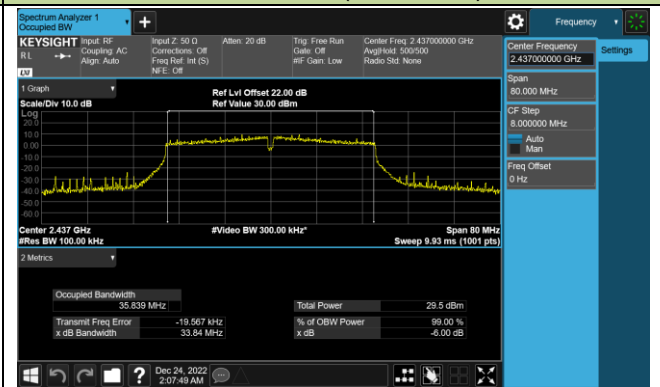 Spectrum Analyzer 1
Occupied BW
+
Frequency
KEYSIGHT
Input: RF
Coupling: AC
Align: Auto
Input Z: 50 Ω
Corrections: Off
Freq Ref: Int (S)
NFE: Off
Atten: 20 dB
Trig: Free Run
Gate: Off
#IF Gain: Low
Center Freq: 2.437000000 GHz
Avg|Hold: 500/500
Radio Std: None
R L
LXI
Center Frequency
2.437000000 GHz
Settings
Span
80.000 MHz
CF Step
8.000000 MHz
Auto
Man
Freq Offset
0 Hz
1 Graph
Scale/Div 10.0 dB
Ref Lvl Offset 22.00 dB
Ref Value 30.00 dBm
Log
20.0
10.0
0.00
-10.0
-20.0
-30.0
-40.0
-50.0
-60.0
Center 2.437 GHz
#Res BW 100.00 kHz
#Video BW 300.00 kHz*
Span 80 MHz
Sweep 9.93 ms (1001 pts)
2 Metrics
Occupied Bandwidth
35.839 MHz
Total Power 29.5 dBm
Transmit Freq Error -19.567 kHz
% of OBW Power 99.00 %
x dB Bandwidth 33.84 MHz
x dB -6.00 dB
?
Dec 24, 2022
2:07:49 AM